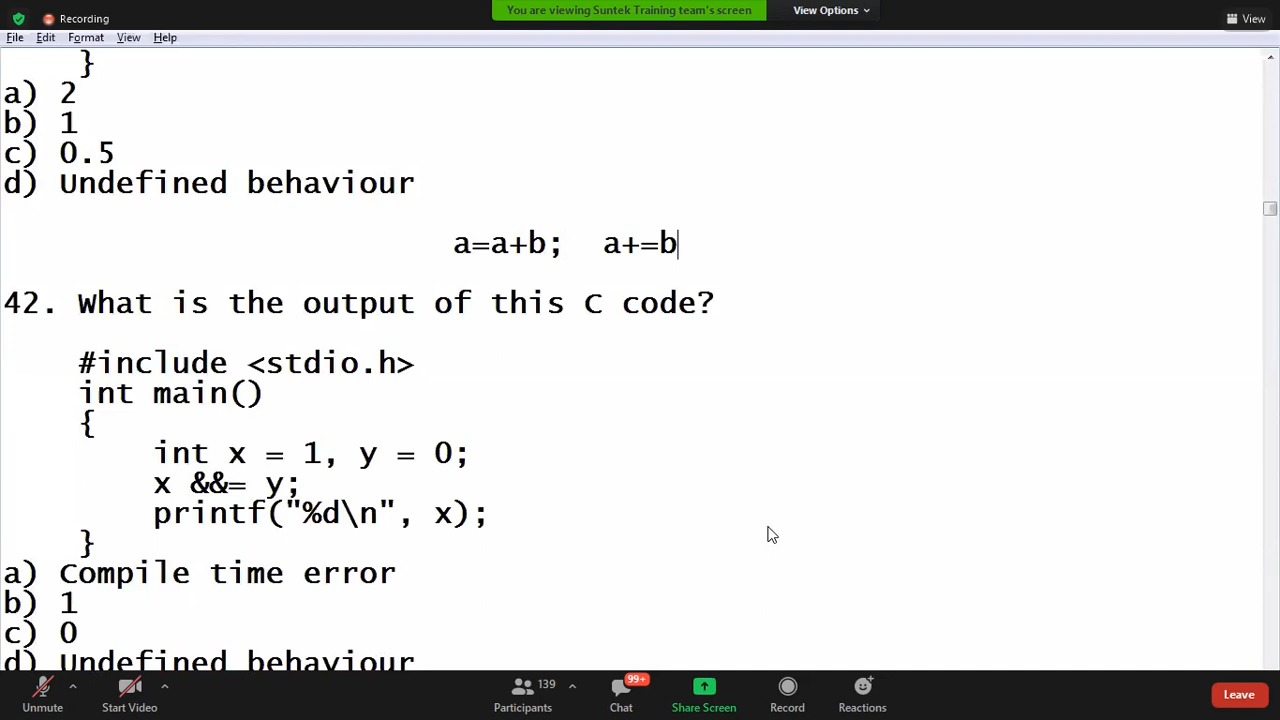 Recording
You are viewing Suntek Training team's screen
View Options
View
File Edit Format View Help
}
a) 2
b) 1
c) 0.5
d) Undefined behaviour
a=a+b; a+=b
42. What is the output of this C code?
#include <stdio.h>
int main()
{
int x = 1, y = 0;
x &&= y;
printf("%d\n", x);
}
a) Compile time error
b) 1
c) 0
d) Undefined behaviour
Unmute
Start Video
139
Participants
99+
Chat
Share Screen
Record
Reactions
Leave